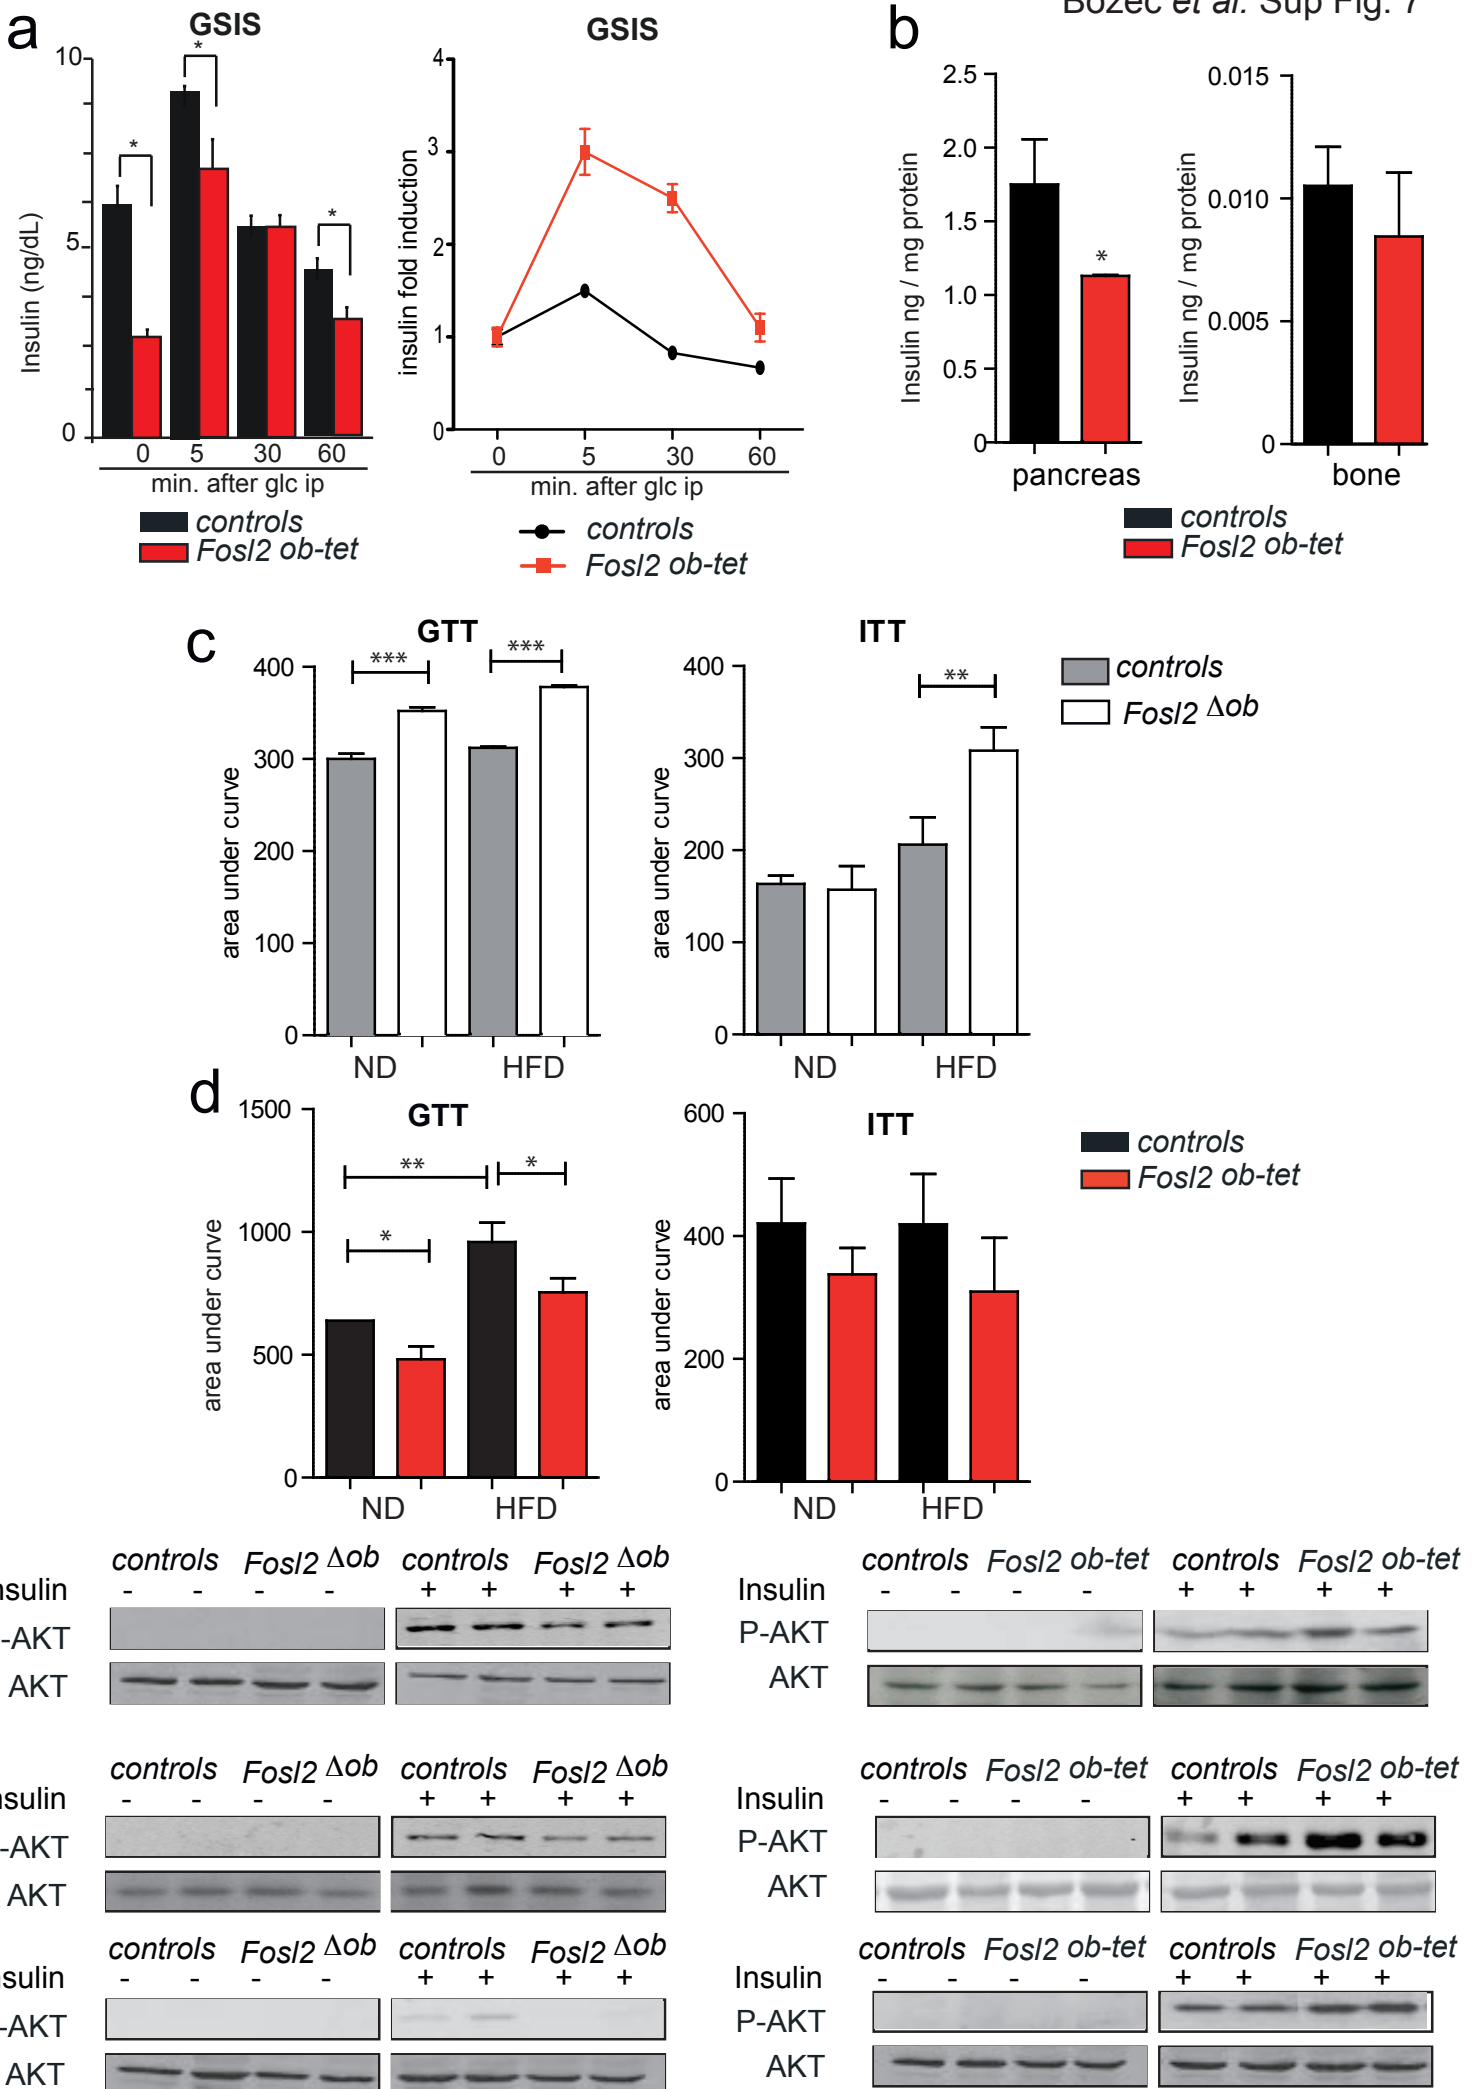 Bozec et al. Sup Fig. 7
a
GSIS
10
5
0
Insulin (ng/dL)
*
*
*
0 5 30 60
min. after glc ip
controls
Fosl2 ob-tet
GSIS
4
3
2
1
0
insulin fold induction
0 5 30 60
min. after glc ip
controls
Fosl2 ob-tet
b
2.5
2.0
1.5
1.0
0.5
0
Insulin ng / mg protein
*
pancreas
0.015
0.010
0.005
0
Insulin ng / mg protein
bone
controls
Fosl2 ob-tet
c
GTT
400
300
200
100
0
area under curve
*** ***
ND HFD
ITT
400
300
200
100
0
area under curve
**
ND HFD
controls
Fosl2 Δob
d
GTT
1500
1000
500
0
area under curve
** *
*
ND HFD
ITT
600
400
200
0
area under curve
ND HFD
controls
Fosl2 ob-tet
controls Fosl2 Δob controls Fosl2 Δob
nsulin - - - - + + + +
-AKT
AKT
controls Fosl2 ob-tet controls Fosl2 ob-tet
Insulin - - - - + + + +
P-AKT
AKT
controls Fosl2 Δob controls Fosl2 Δob
nsulin - - - - + + + +
-AKT
AKT
controls Fosl2 ob-tet controls Fosl2 ob-tet
Insulin - - - - + + + +
P-AKT
AKT
controls Fosl2 Δob controls Fosl2 Δob
nsulin - - - - + + + +
-AKT
AKT
controls Fosl2 ob-tet controls Fosl2 ob-tet
Insulin - - - - + + + +
P-AKT
AKT